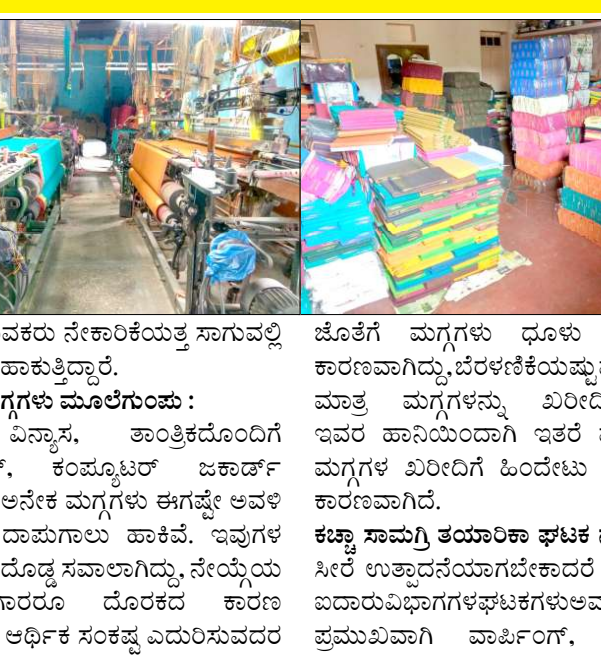 ವಕರು ನೇಕಾರಿಕೆಯತ್ತ ಸಾಗುವಲ್ಲಿ
ಹಾಕುತ್ತಿದ್ದಾರೆ.
ಗ್ಗಗಳು ಮೂಲೆಗುಂಪು :
ವಿನ್ಯಾಸ, ತಾಂತ್ರಿಕದೊಂದಿಗೆ
ಕಂಪ್ಯೂಟರ್ ಜಕಾರ್ಡ್
ಅನೇಕ ಮಗ್ಗಗಳು ಈಗಷ್ಟೇ ಅವಳಿ
ದಾಪುಗಾಲು ಹಾಕಿವೆ. ಇವುಗಳ
ದೊಡ್ಡ ಸವಾಲಾಗಿದ್ದು, ನೇಯ್ಗೆಯ
ಗಾರರೂ ದೊರಕದ ಕಾರಣ
ಆರ್ಥಿಕ ಸಂಕಷ್ಟ ಎದುರಿಸುವದರ
ಜೊತೆಗೆ ಮಗ್ಗಗಳು ಧೂಳು
ಕಾರಣವಾಗಿದ್ದು,ಬೆರಳಣಿಕೆಯಷ್ಟು
ಮಾತ್ರ ಮಗ್ಗಗಳನ್ನು ಖರೀದಿ
ಇವರ ಹಾನಿಯಿಂದಾಗಿ ಇತರೆ
ಮಗ್ಗಗಳ ಖರೀದಿಗೆ ಹಿಂದೇಟು
ಕಾರಣವಾಗಿದೆ.
ಕಚ್ಚಾ ಸಾಮಗ್ರಿ ತಯಾರಿಕಾ ಘಟಕ
ಸೀರೆ ಉತ್ಪಾದನೆಯಾಗಬೇಕಾದರೆ
ಐದಾರುವಿಭಾಗಗಳಘಟಕಗಳುಅವ
ಪ್ರಮುಖವಾಗಿ ವಾರ್ಪಿಂಗ್,